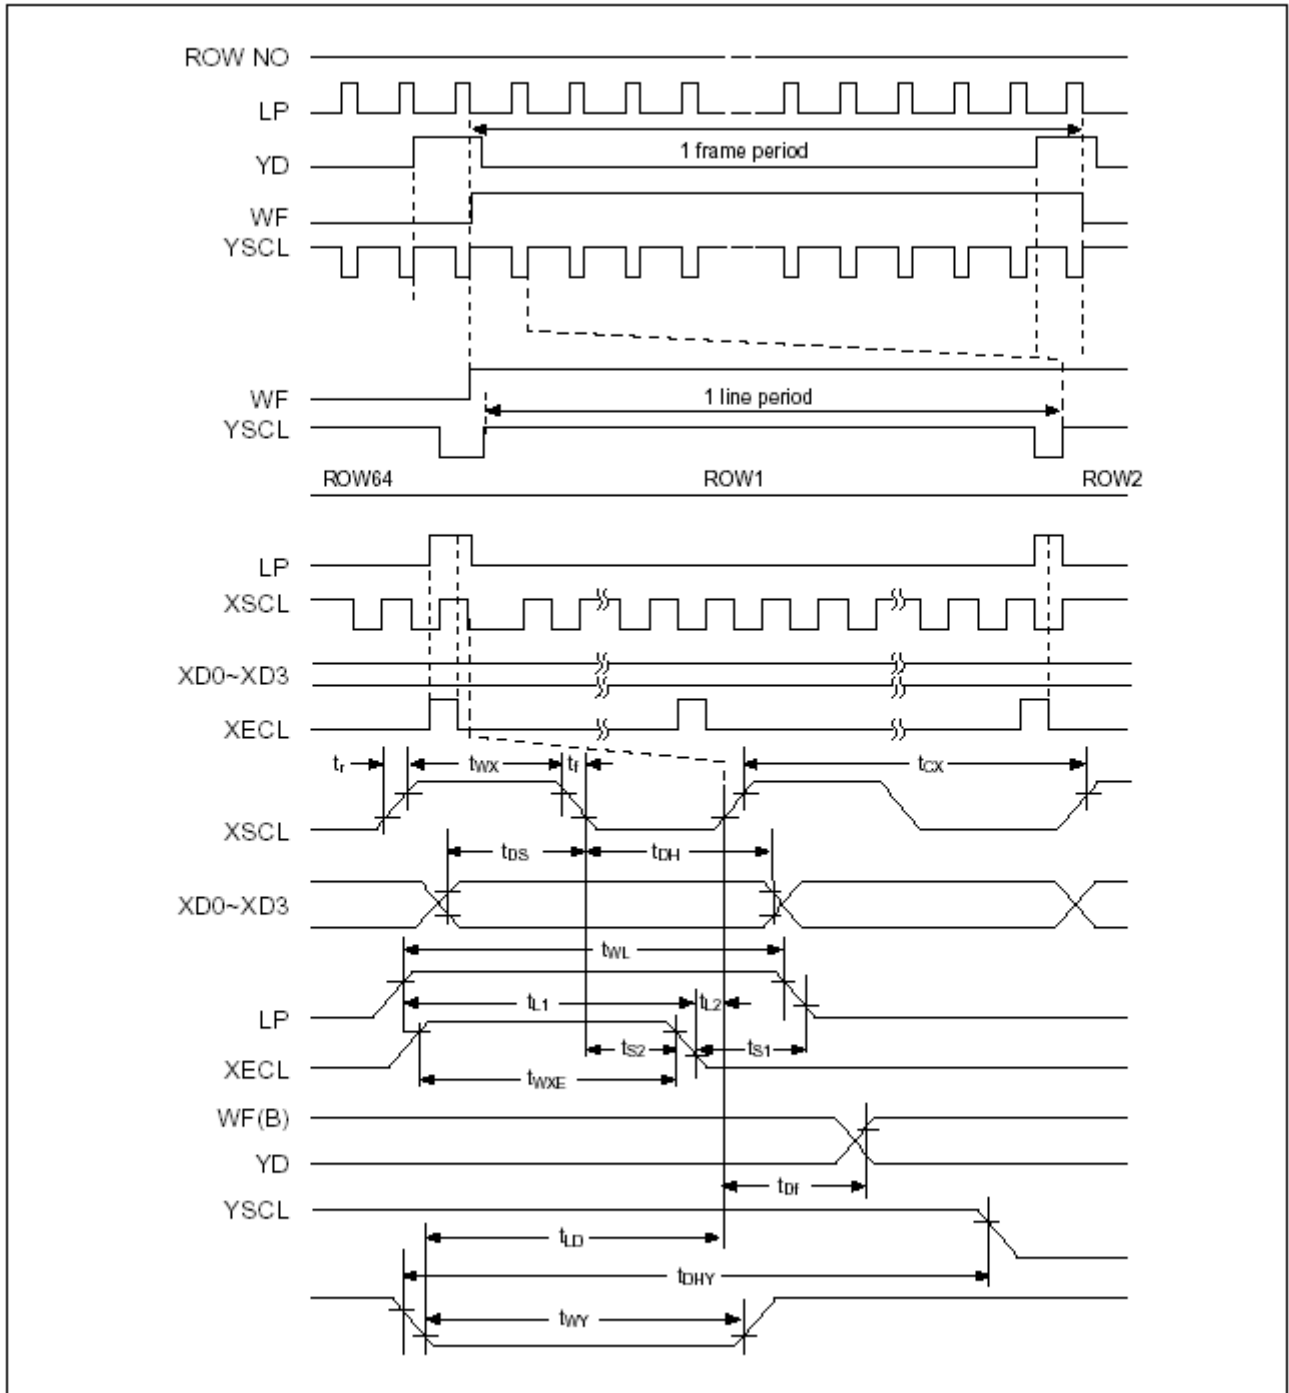 ROW NO
LP
1 frame period
YD
WF
YSCL
WF
1 line period
YSCL
ROW64 ROW1 ROW2
LP
XSCL
XD0~XD3
XECL
tr tWX tf tCX
XSCL
tDS tDH
XD0~XD3
tWL
tL1 tL2
LP
tS2 tS1
XECL
tWXE
WF(B)
YD
tDf
YSCL
tLD
tDHY
tWY